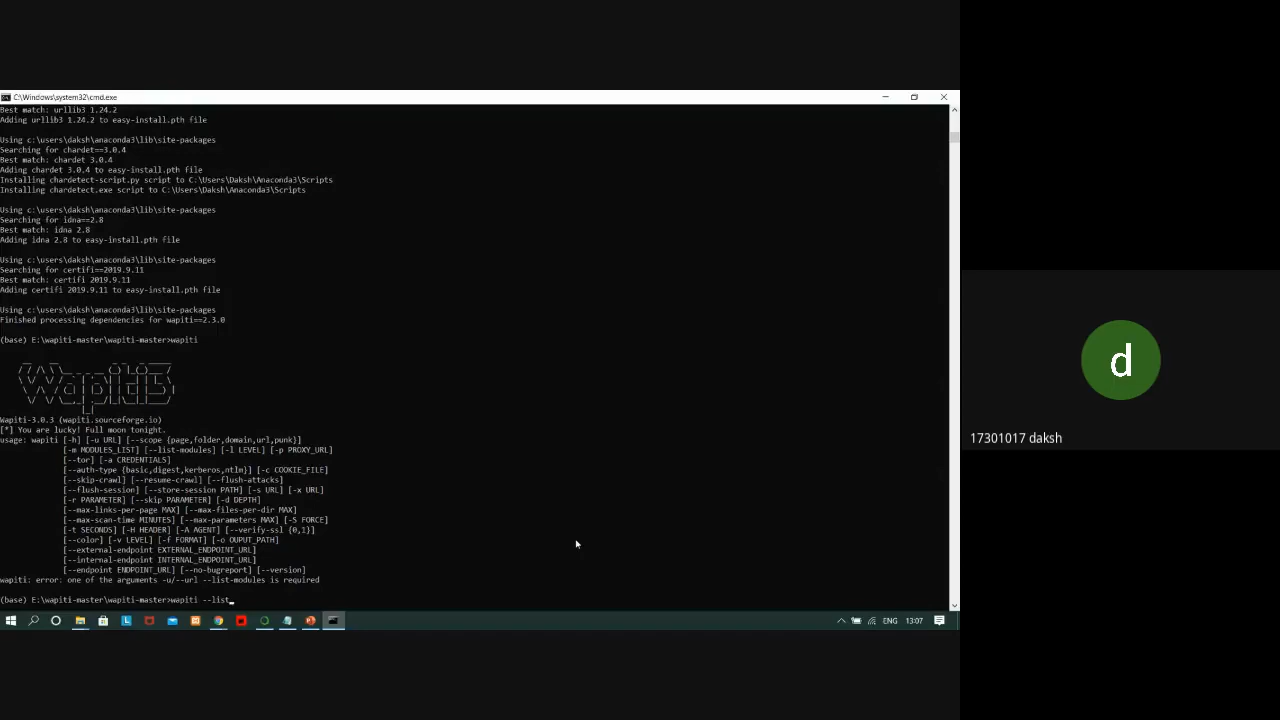 C:\Windows\system32\cmd.exe
Best match: urllib3 1.24.2
Adding urllib3 1.24.2 to easy-install.pth file
Using c:\users\daksh\anaconda3\lib\site-packages
Searching for chardet==3.0.4
Best match: chardet 3.0.4
Adding chardet 3.0.4 to easy-install.pth file
Installing chardetect-script.py script to C:\Users\Daksh\Anaconda3\Scripts
Installing chardetect.exe script to C:\Users\Daksh\Anaconda3\Scripts
Using c:\users\daksh\anaconda3\lib\site-packages
Searching for idna==2.8
Best match: idna 2.8
Adding idna 2.8 to easy-install.pth file
Using c:\users\daksh\anaconda3\lib\site-packages
Searching for certifi==2019.9.11
Best match: certifi 2019.9.11
Adding certifi 2019.9.11 to easy-install.pth file
Using c:\users\daksh\anaconda3\lib\site-packages
Finished processing dependencies for wapiti==2.3.0
(base) E:\wapiti-master\wapiti-master>wapiti
Wapiti3
Wapiti-3.0.3 (wapiti.sourceforge.io)
[*] You are lucky! Full moon tonight.
usage: wapiti [-h] [-u URL] [--scope {page,folder,domain,url,punk}]
[-m MODULES_LIST] [--list-modules] [-l LEVEL] [-p PROXY_URL]
[--tor] [-a CREDENTIALS]
[--auth-type {basic,digest,kerberos,ntlm}] [-c COOKIE_FILE]
[--skip-crawl] [--resume-crawl] [--flush-attacks]
[--flush-session] [--store-session PATH] [-s URL] [-x URL]
[-r PARAMETER] [--skip PARAMETER] [-d DEPTH]
[--max-links-per-page MAX] [--max-files-per-dir MAX]
[--max-scan-time MINUTES] [--max-parameters MAX] [-S FORCE]
[-t SECONDS] [-H HEADER] [-A AGENT] [--verify-ssl {0,1}]
[--color] [-v LEVEL] [-f FORMAT] [-o OUPUT_PATH]
[--external-endpoint EXTERNAL_ENDPOINT_URL]
[--internal-endpoint INTERNAL_ENDPOINT_URL]
[--endpoint ENDPOINT_URL] [--no-bugreport] [--version]
wapiti: error: one of the arguments -u/--url --list-modules is required
(base) E:\wapiti-master\wapiti-master>wapiti --list
ENG 13:07
d
17301017 daksh